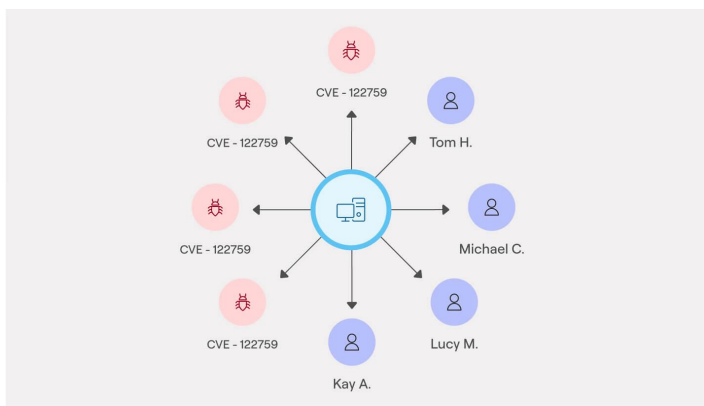 CVE - 122759
CVE - 122759
Tom H.
CVE - 122759
Michael C.
CVE - 122759
Lucy M.
Kay A.